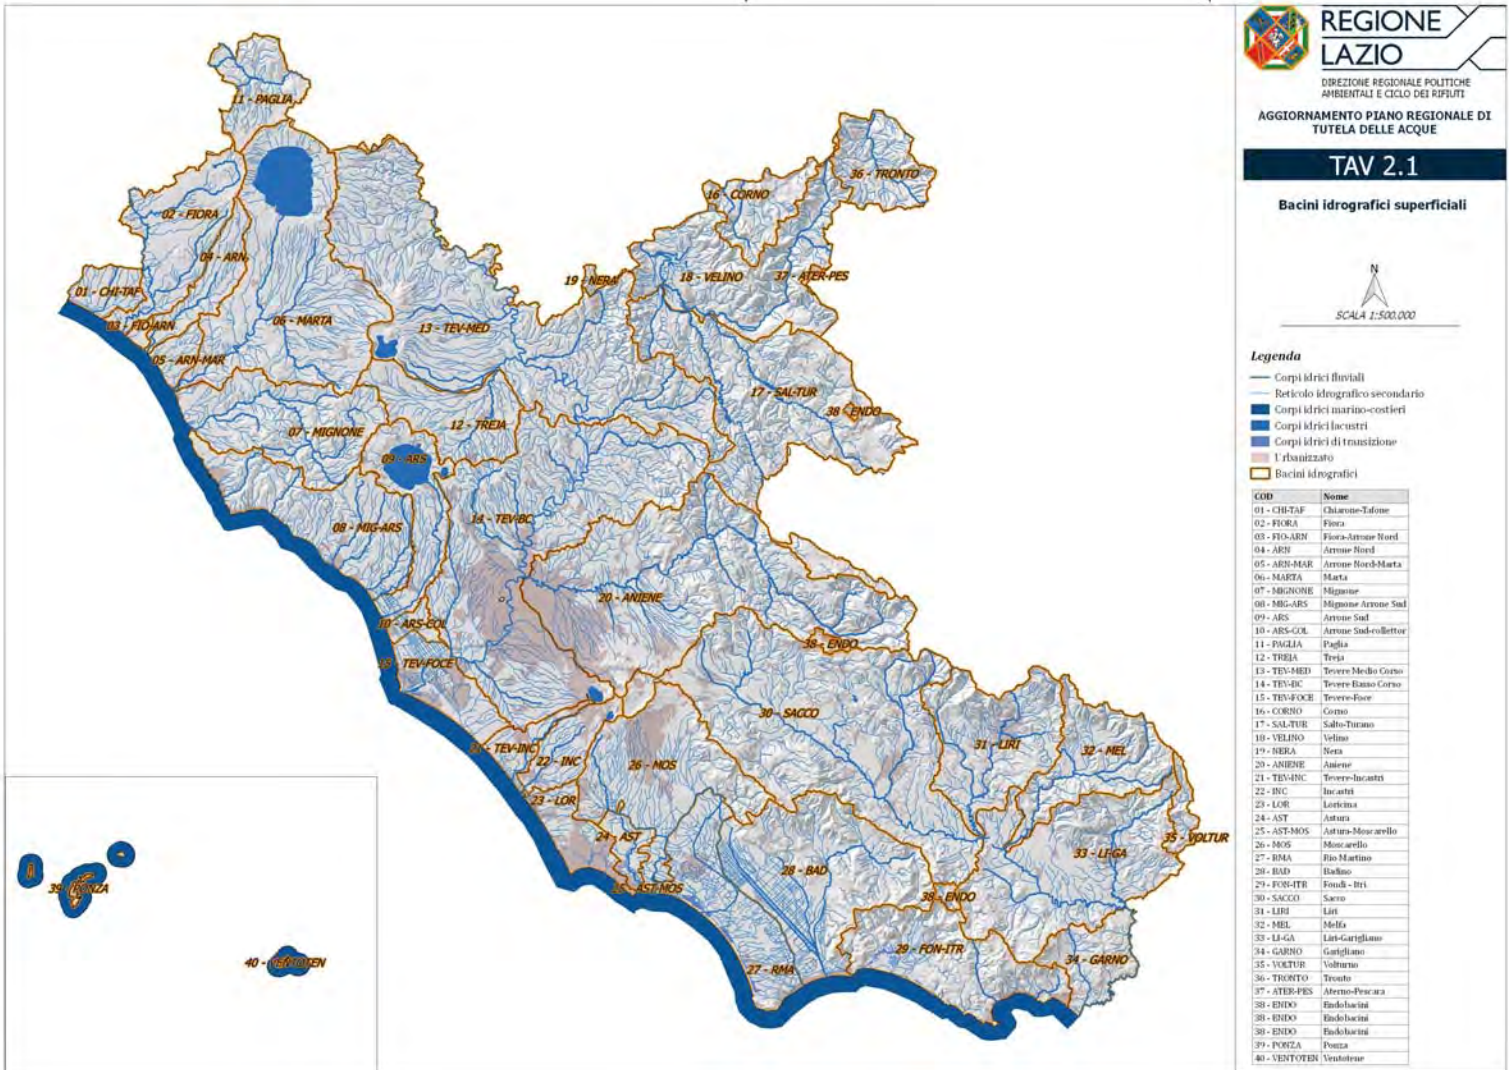 REGIONE
LAZIO
DIREZIONE REGIONALE POLITICHE
AMBIENTALI E CICLO DEI RIFIUTI
AGGIORNAMENTO PIANO REGIONALE DI
TUTELA DELLE ACQUE
TAV 2.1
Bacini idrografici superficiali
N
SCALA 1:500.000
Legenda
Corpi idrici fluviali
Reticolo idrografico secondario
Corpi idrici marino-costieri
Corpi idrici lacustri
Corpi idrici di transizione
Urbanizzato
Bacini idrografici
COD Nome
01 - CHI-TAF Chiarone-Tafone
02 - FIORA Fiora
03 - FIO-ARN Fiora-Arrone Nord
04 - ARN Arrone Nord
05 - ARN-MAR Arrone Nord-Marta
06 - MARTA Marta
07 - MIGNONE Mignone
08 - MIG-ARS Mignone Arrone Sud
09 - ARS Arrone Sud
10 - ARS-COL Arrone Sud-collettor
11 - PAGLIA Paglia
12 - TREJA Treja
13 - TEV-MED Tevere Medio Corso
14 - TEV-BC Tevere Basso Corso
15 - TEV-FOCE Tevere-Foce
16 - CORNO Corno
17 - SAL-TUR Salto-Turano
18 - VELINO Velino
19 - NERA Nera
20 - ANIENE Aniene
21 - TEV-INC Tevere-Incastri
22 - INC Incastri
23 - LOR Loricina
24 - AST Astura
25 - AST-MOS Astura-Moscarello
26 - MOS Moscarello
27 - RMA Rio Martino
28 - BAD Badino
29 - FON-ITR Fondi - Itri
30 - SACCO Sacco
31 - LIRI Liri
32 - MEL Melfa
33 - LI-GA Liri-Garigliano
34 - GARNO Garigliano
35 - VOLTUR Volturno
36 - TRONTO Tronto
37 - ATER-PES Aterno-Pescara
38 - ENDO Endobacini
38 - ENDO Endobacini
38 - ENDO Endobacini
39 - PONZA Ponza
40 - VENTOTEN Ventotene
11 - PAGLIA
36 - TRONTO
16 - CORNO
02 - FIORA
04 - ARN
19 - NERA
18 - VELINO
37 - ATER-PES
01 - CHI-TAF
03 - FIO-ARN
06 - MARTA
13 - TEV-MED
05 - ARN-MAR
17 - SAL-TUR
38 - ENDO
12 - TREJA
07 - MIGNONE
09 - ARS
14 - TEV-BC
08 - MIG-ARS
20 - ANIENE
10 - ARS-COL
38 - ENDO
15 - TEV-FOCE
30 - SACCO
31 - LIRI
32 - MEL
21 - TEV-INC
22 - INC
26 - MOS
23 - LOR
24 - AST
35 - VOLTUR
33 - LI-GA
28 - BAD
25 - AST-MOS
39 - PONZA
38 - ENDO
29 - FON-ITR
34 - GARNO
40 - VENTOTEN
27 - RMA